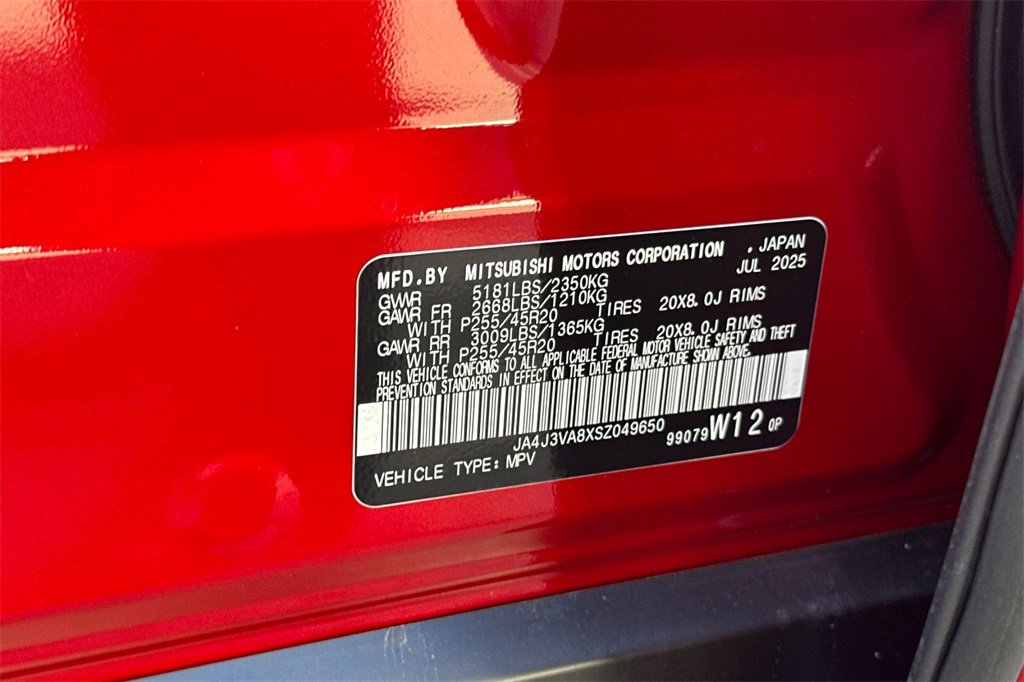 MFD.BY MITSUBISHI MOTORS CORPORATION . JAPAN
JUL 2025
GVWR 5181LBS/2350KG
GAWR FR 2668LBS/1210KG
WITH P255/45R20 TIRES 20X8.0J RIMS
GAWR RR 3009LBS/1365KG
WITH P255/45R20 TIRES 20X8.0J RIMS
THIS VEHICLE CONFORMS TO ALL APPLICABLE FEDERAL MOTOR VEHICLE SAFETY AND THEFT
PREVENTION STANDARDS IN EFFECT ON THE DATE OF MANUFACTURE SHOWN ABOVE.
JA4J3VA8XSZ049650
99079W12 0P
VEHICLE TYPE: MPV